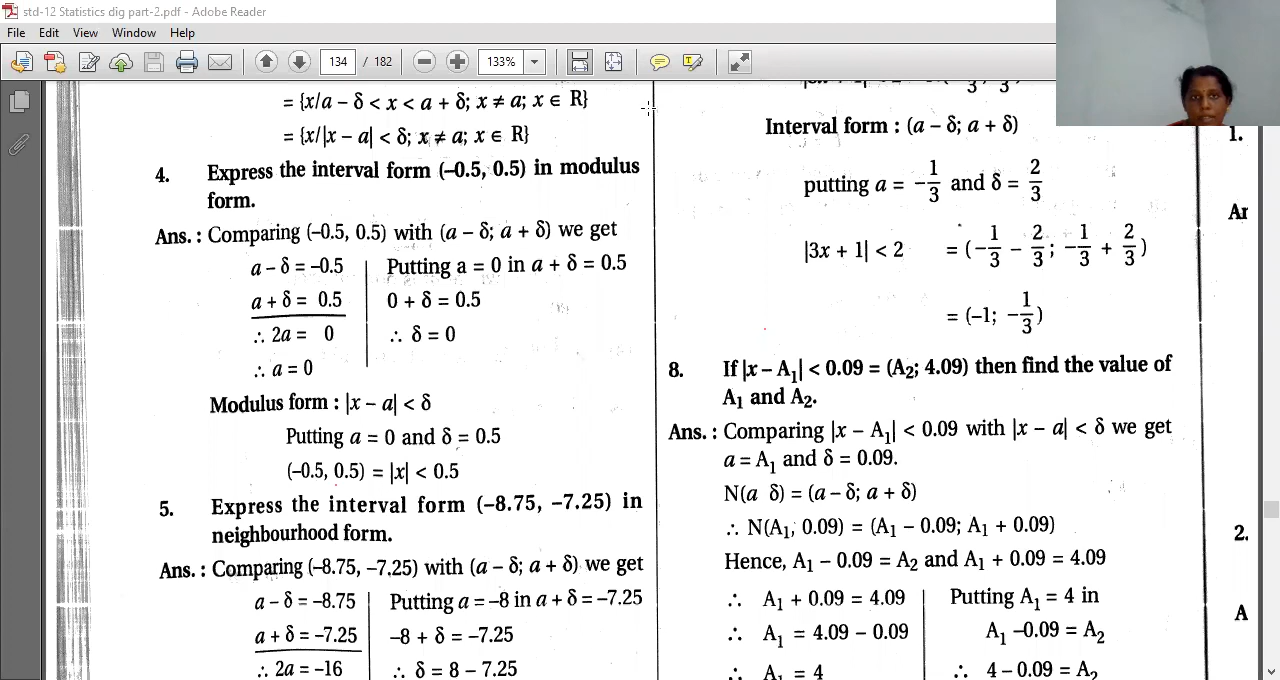 std-12 Statistics dig part-2.pdf - Adobe Reader
File Edit View Document Window Help
134 / 182 133%
= {x/a – δ < x < a + δ; x ≠ a; x ∈ R}
= {x/|x – a| < δ; x ≠ a; x ∈ R}
4. Express the interval form (–0.5, 0.5) in modulus
form.
Ans. : Comparing (–0.5, 0.5) with (a – δ; a + δ) we get
a – δ = –0.5 Putting a = 0 in a + δ = 0.5
a + δ = 0.5 0 + δ = 0.5
∴ 2a = 0 ∴ δ = 0
∴ a = 0
Modulus form : |x – a| < δ
Putting a = 0 and δ = 0.5
(–0.5, 0.5) = |x| < 0.5
5. Express the interval form (–8.75, –7.25) in
neighbourhood form.
Ans. : Comparing (–8.75, –7.25) with (a – δ; a + δ) we get
a – δ = –8.75 Putting a = –8 in a + δ = –7.25
a + δ = –7.25 –8 + δ = –7.25
∴ 2a = –16 ∴ δ = 8 – 7.25
Interval form : (a – δ; a + δ)
putting a = –1/3 and δ = 2/3
|3x + 1| < 2 = (–1/3 – 2/3; –1/3 + 2/3)
= (–1; –1/3)
8. If |x – A₁| < 0.09 = (A₂; 4.09) then find the value of
A₁ and A₂.
Ans. : Comparing |x – A₁| < 0.09 with |x – a| < δ we get
a = A₁ and δ = 0.09.
N(a δ) = (a – δ; a + δ)
∴ N(A₁, 0.09) = (A₁ – 0.09; A₁ + 0.09)
Hence, A₁ – 0.09 = A₂ and A₁ + 0.09 = 4.09
∴ A₁ + 0.09 = 4.09 Putting A₁ = 4 in
∴ A₁ = 4.09 – 0.09 A₁ –0.09 = A₂
∴ A₁ = 4 ∴ 4 – 0.09 = A₂
1.
2.